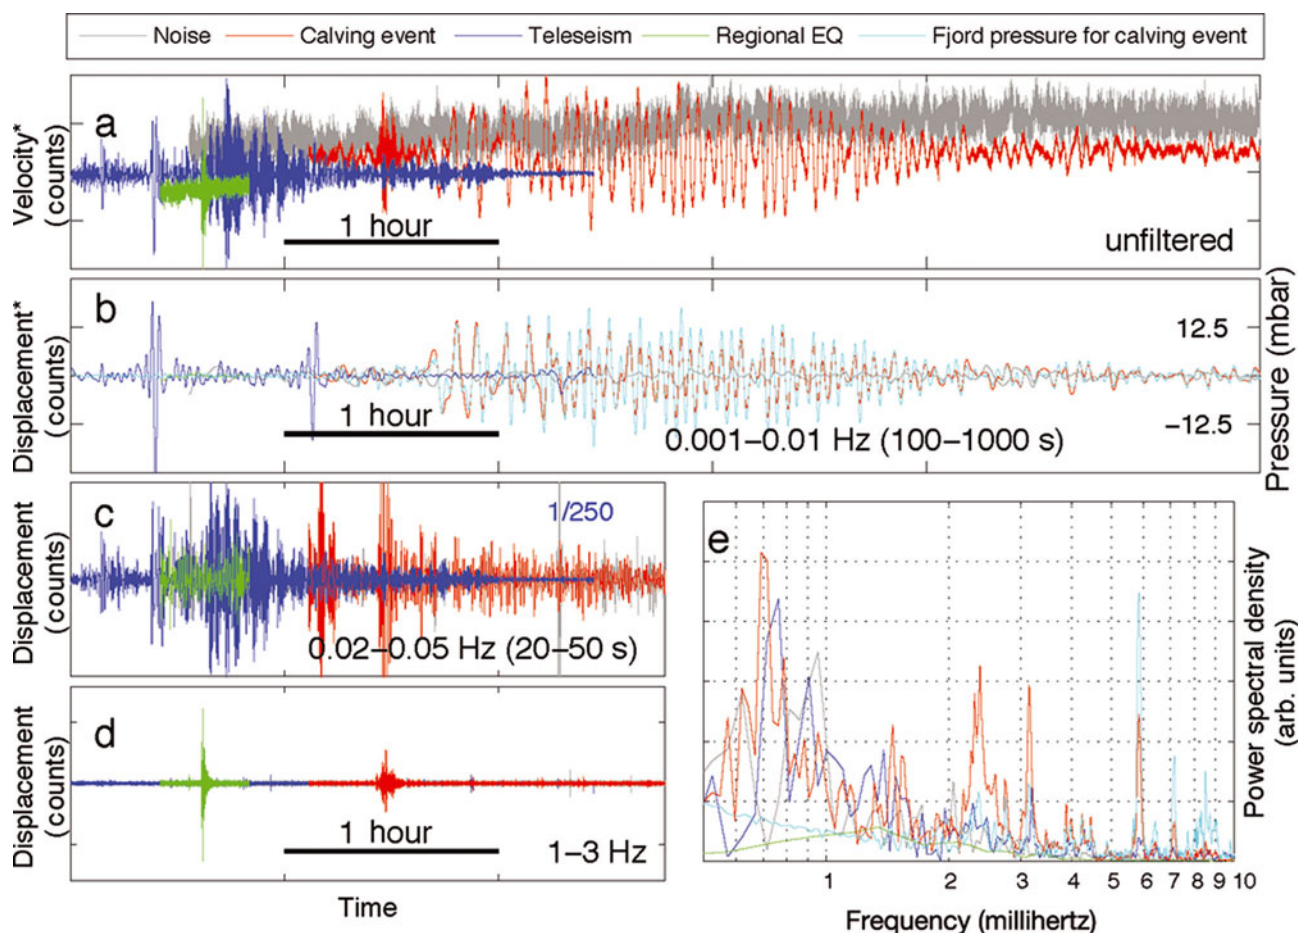 Noise Calving event Teleseism Regional EQ Fjord pressure for calving event
a
Velocity*
(counts)
1 hour
unfiltered
b
Displacement*
(counts)
1 hour
0.001–0.01 Hz (100–1000 s)
12.5
−12.5
Pressure (mbar)
c
Displacement
(counts)
1/250
0.02–0.05 Hz (20–50 s)
d
Displacement
(counts)
1 hour
1–3 Hz
Time
e
Power spectral density
(arb. units)
1 2 3 4 5 6 7 8 9 10
Frequency (millihertz)